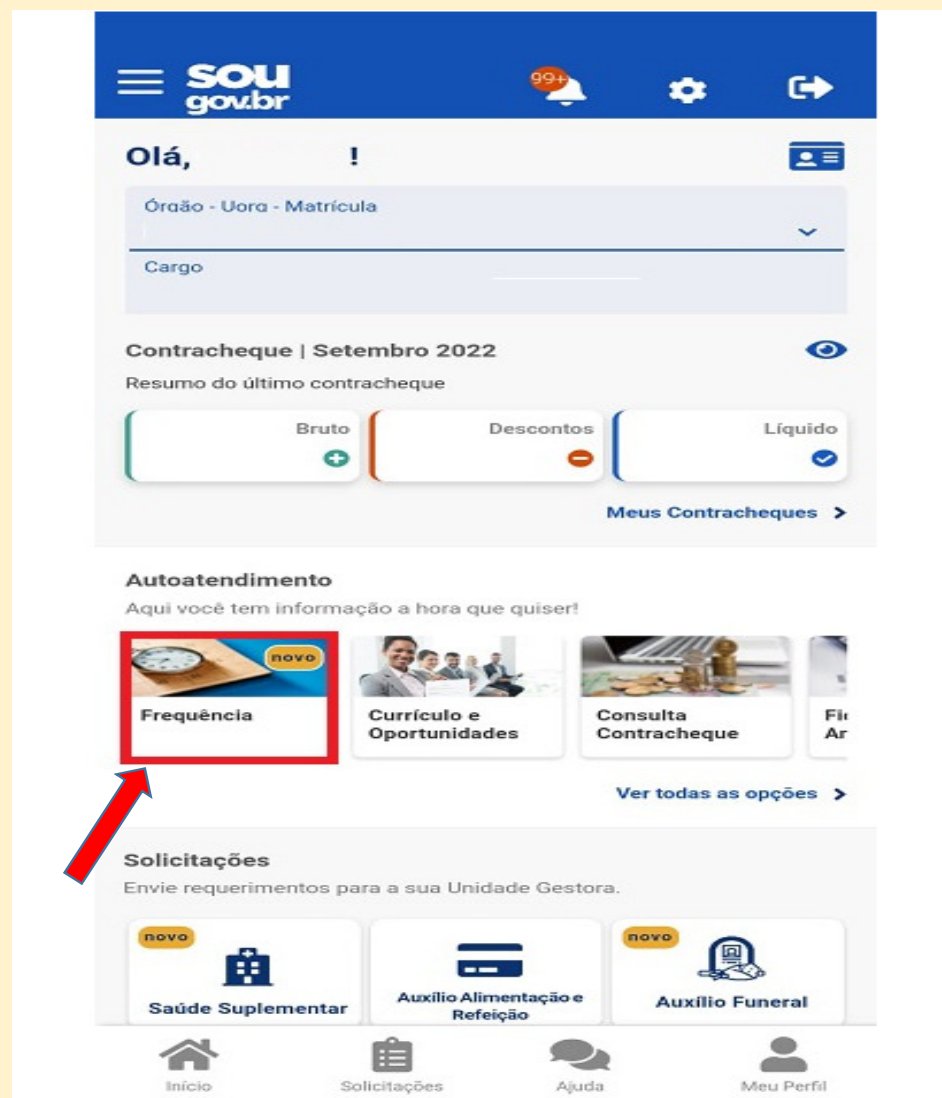 sou
gov.br
99+
Olá, !
Órgão - Uorg - Matrícula
Cargo
Contracheque | Setembro 2022
Resumo do último contracheque
Bruto
Descontos
Líquido
Meus Contracheques >
Autoatendimento
Aqui você tem informação a hora que quiser!
novo
Frequência
Currículo e
Oportunidades
Consulta
Contracheque
Ver todas as opções >
Solicitações
Envie requerimentos para a sua Unidade Gestora.
novo
Saúde Suplementar
Auxílio Alimentação e
Refeição
novo
Auxílio Funeral
Início
Solicitações
Ajuda
Meu Perfil